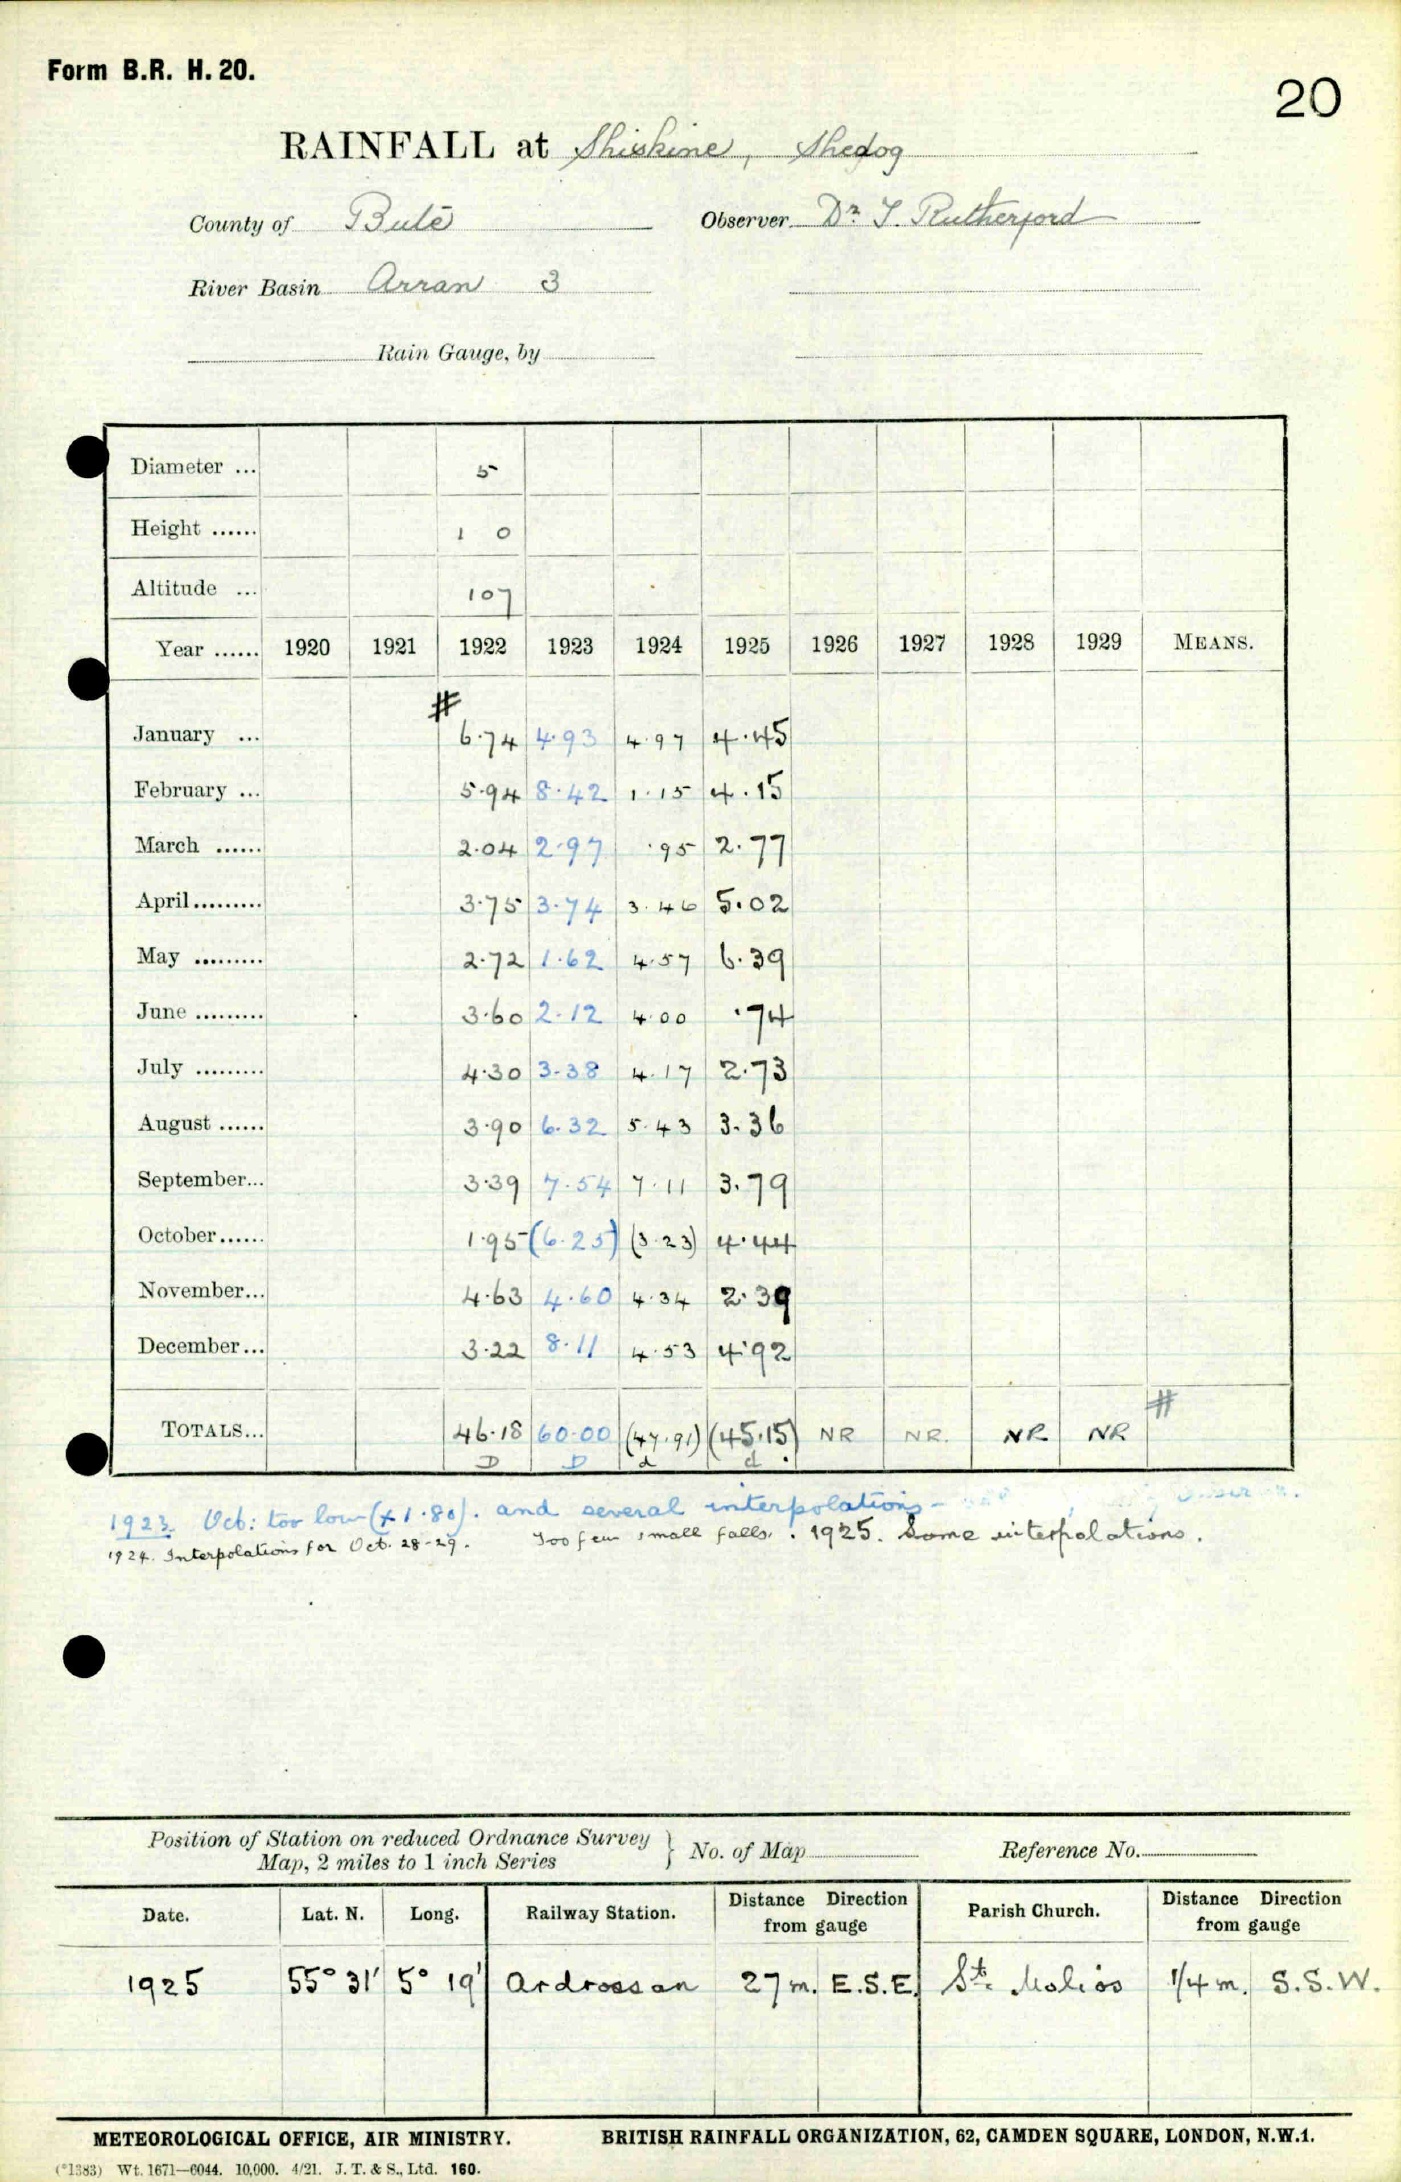 Form B.R. H. 20.
20
RAINFALL at Shiskine, Shedog
County of Bute Observer Dr. J. Rutherford
River Basin Arran 3
Rain Gauge, by
Diameter ... 5
Height ...... 1 0
Altitude ... 107
Year ...... 1920 1921 1922 1923 1924 1925 1926 1927 1928 1929 MEANS.
#
January ... 6.74 4.93 4.97 4.45
February ... 5.94 8.42 1.15 4.15
March ...... 2.04 2.97 .95 2.77
April......... 3.75 3.74 3.46 5.02
May ......... 2.72 1.62 4.57 6.39
June ......... 3.60 2.12 4.00 .74
July ......... 4.30 3.38 4.17 2.73
August ...... 3.90 6.32 5.43 3.36
September... 3.39 7.54 7.11 3.79
October...... 1.95 (6.25) (3.23) 4.44
November... 4.63 4.60 4.34 2.39
December... 3.22 8.11 4.53 4.92
#
TOTALS... 46.18 60.00 (47.91) (45.15) NR NR. NR NR
D D d d
1923 Oct: too low (+1.80). and several interpolations -
1924. Interpolations for Oct. 28-29. Too few small falls. . 1925. Some interpolations.
Position of Station on reduced Ordnance Survey
Map, 2 miles to 1 inch Series } No. of Map Reference No.
Date. Lat. N. Long. Railway Station. Distance Direction from gauge Parish Church. Distance Direction from gauge
1925 55° 31' 5° 19' Ardrossan 27 m. E.S.E. St. Molios 1/4 m. S.S.W.
METEOROLOGICAL OFFICE, AIR MINISTRY. BRITISH RAINFALL ORGANIZATION, 62, CAMDEN SQUARE, LONDON, N.W.1.
(*1383) Wt. 1671—6044. 10,000. 4/21. J. T. & S., Ltd. 160.